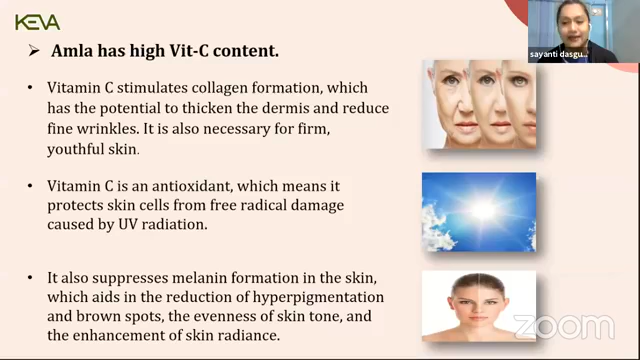 KEVA
sayanti dasgu...
➢ Amla has high Vit-C content.
• Vitamin C stimulates collagen formation, which
has the potential to thicken the dermis and reduce
fine wrinkles. It is also necessary for firm,
youthful skin.
• Vitamin C is an antioxidant, which means it
protects skin cells from free radical damage
caused by UV radiation.
• It also suppresses melanin formation in the skin,
which aids in the reduction of hyperpigmentation
and brown spots, the evenness of skin tone, and
the enhancement of skin radiance.
zoom